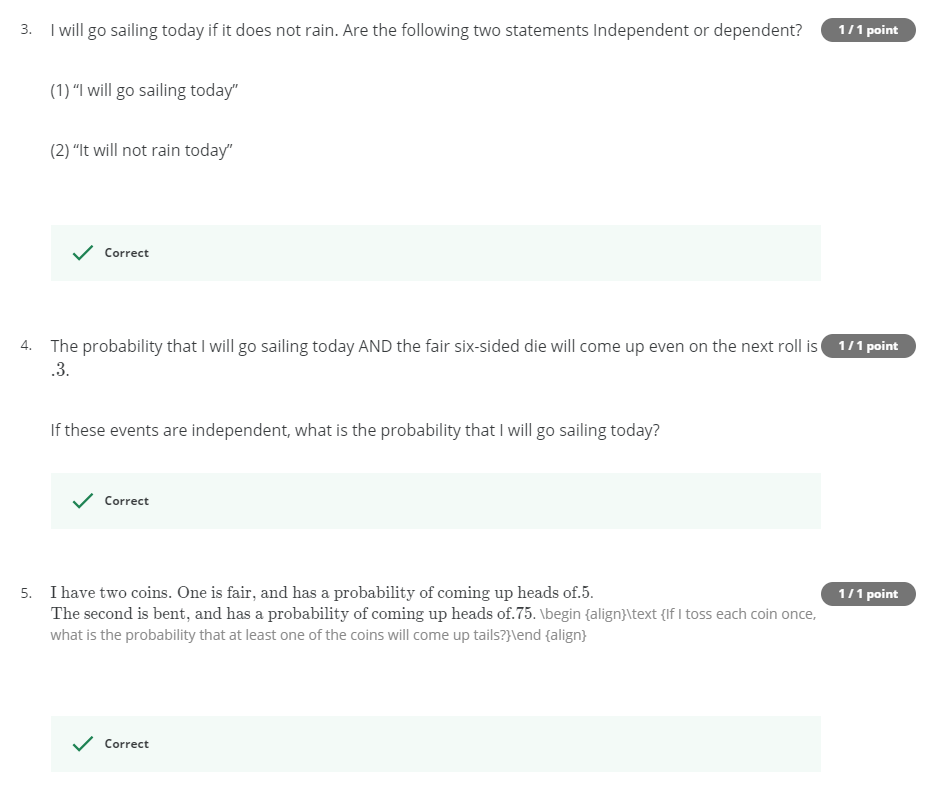 3. I will go sailing today if it does not rain. Are the following two statements Independent or dependent? 1 / 1 point
(1) “I will go sailing today”
(2) “It will not rain today”
Correct
4. The probability that I will go sailing today AND the fair six-sided die will come up even on the next roll is 1 / 1 point
.3.
If these events are independent, what is the probability that I will go sailing today?
Correct
5. I have two coins. One is fair, and has a probability of coming up heads of.5. 1 / 1 point
The second is bent, and has a probability of coming up heads of.75. \begin {align}\text {If I toss each coin once,
what is the probability that at least one of the coins will come up tails?}\end {align}
Correct